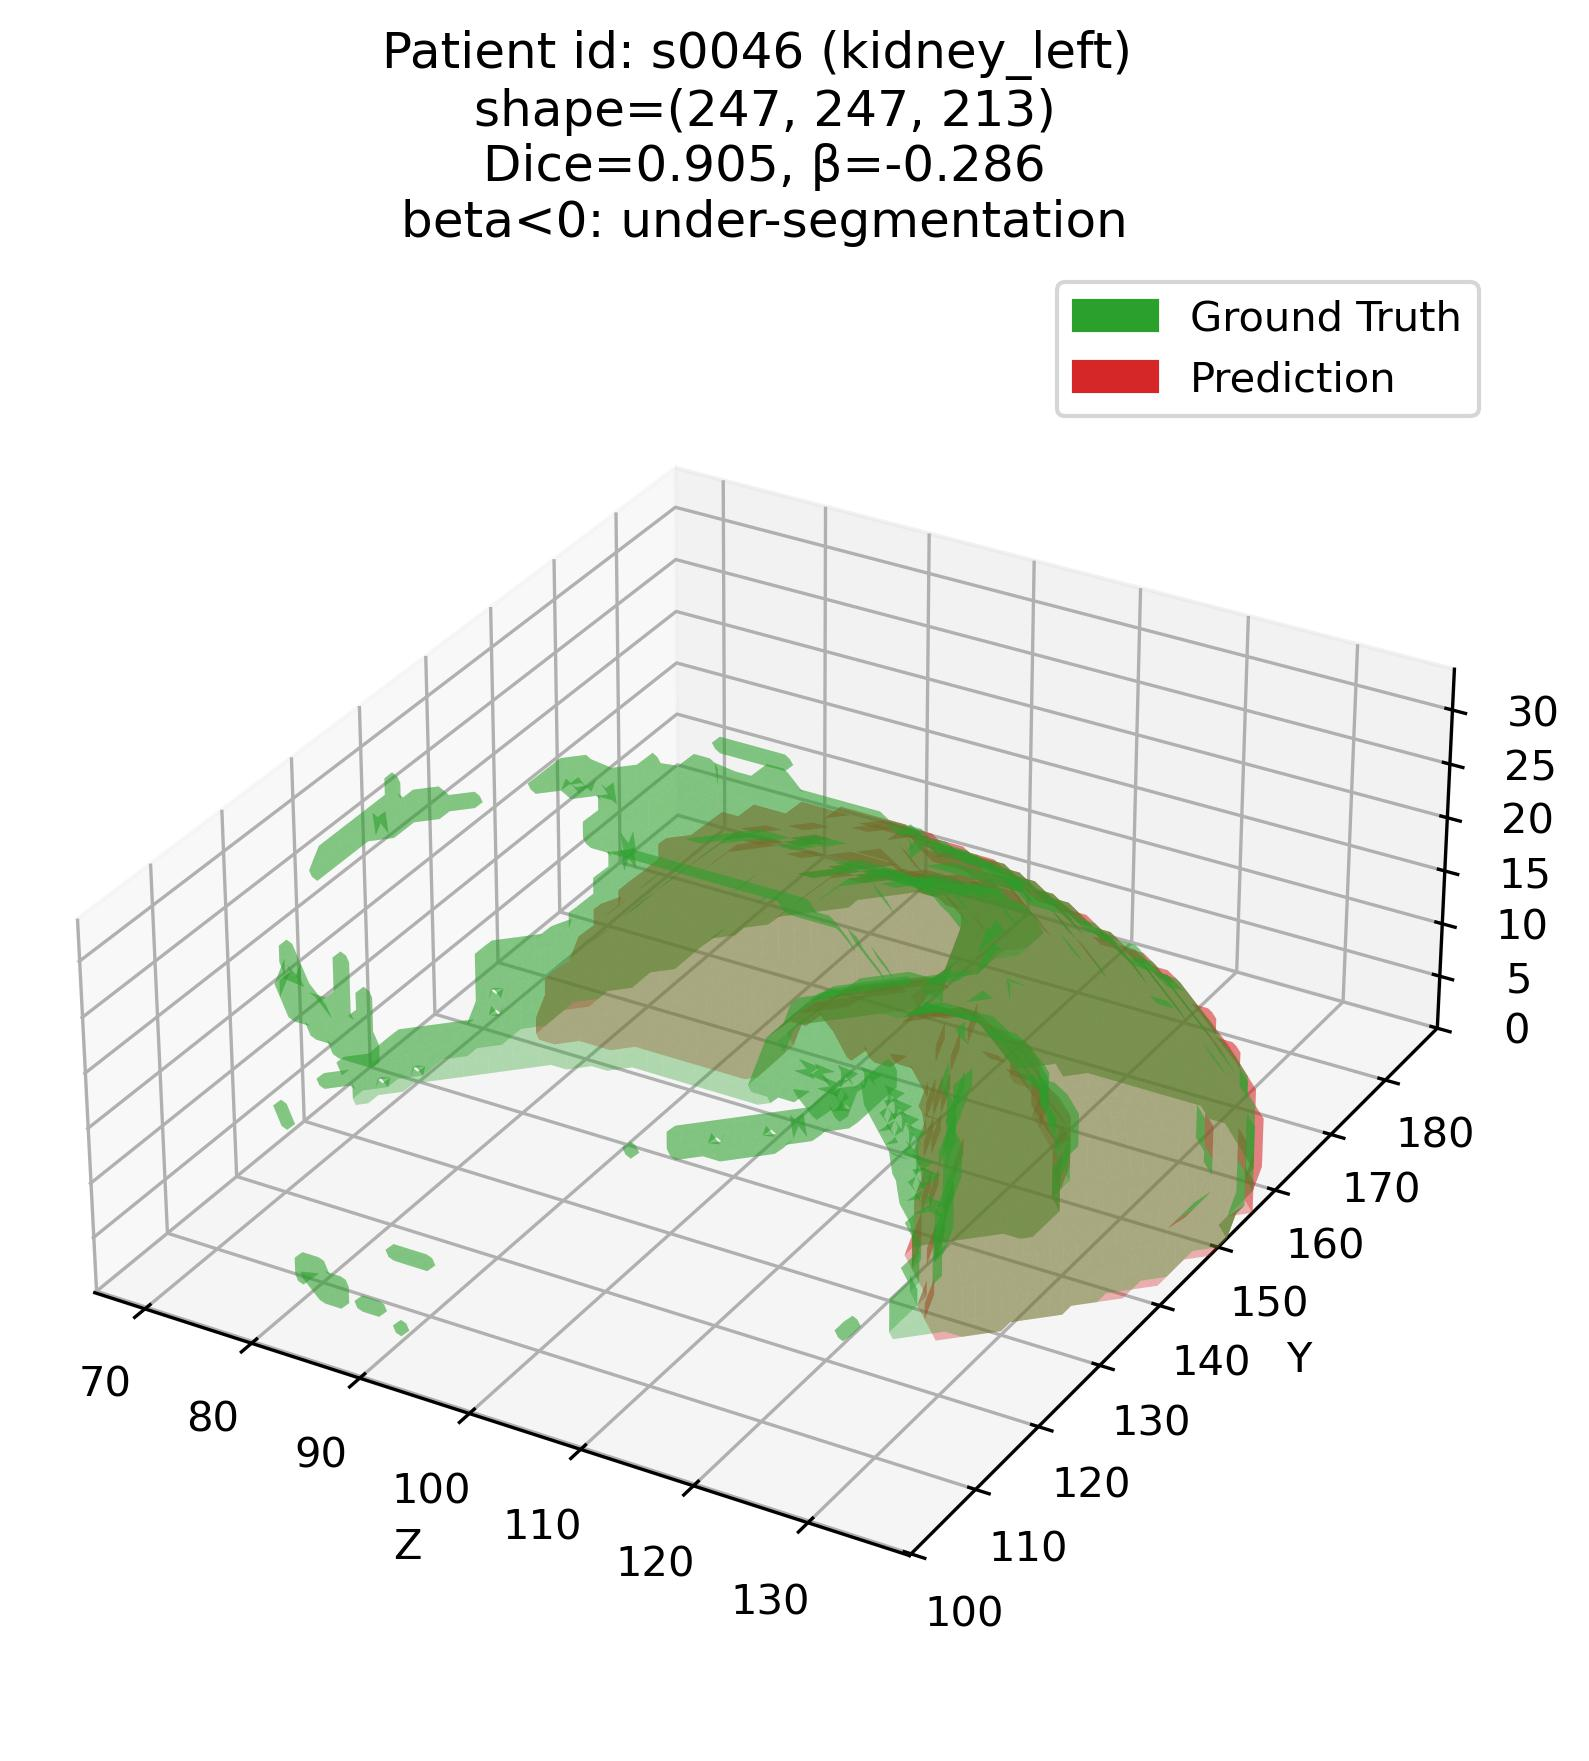 Patient id: s0046 (kidney_left)
shape=(247, 247, 213)
Dice=0.905, β=-0.286
beta<0: under-segmentation
Ground Truth
Prediction
30
25
20
15
10
5
0
180
170
160
150
140
130
120
110
100
Y
70
80
90
100
110
120
130
Z